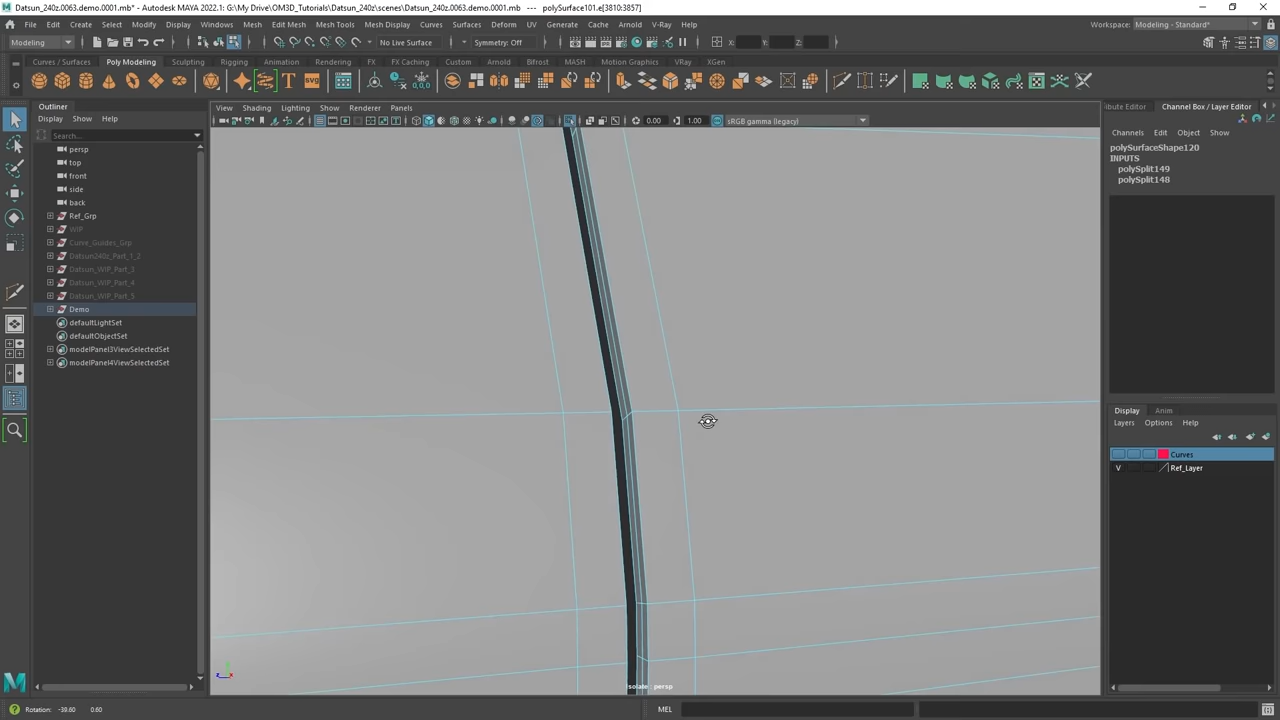 Datsun_240z.0063.demo.0001.mb* - Autodesk MAYA 2022.1: G:\My Drive\OM3D_Tutorials\Datsun_240z\scenes\Datsun_240z.0063.demo.0001.mb --- polySurface101.e[3810:3857]
File Edit Create Select Modify Display Windows Mesh Edit Mesh Mesh Tools Mesh Display Curves Surfaces Deform UV Generate Cache Arnold V-Ray Help
Workspace: Modeling - Standard*
Modeling
No Live Surface
Symmetry: Off
X: Y: Z:
Curves / Surfaces Poly Modeling Sculpting Rigging Animation Rendering FX FX Caching Custom Arnold Bifrost MASH Motion Graphics VRay XGen
Outliner
Display Show Help
Search...
persp
top
front
side
back
Ref_Grp
WIP
Curve_Guides_Grp
Datsun240z_Part_1_2
Datsun_WIP_Part_3
Datsun_WIP_Part_4
Datsun_WIP_Part_5
Demo
defaultLightSet
defaultObjectSet
modelPanel3ViewSelectedSet
modelPanel4ViewSelectedSet
View Shading Lighting Show Renderer Panels
0.00 1.00 sRGB gamma (legacy)
Isolate : persp
bute Editor Channel Box / Layer Editor
Channels Edit Object Show
polySurfaceShape120
INPUTS
polySplit149
polySplit148
Display Anim
Layers Options Help
Curves
V Ref_Layer
Rotation: -39.60 0.60
MEL